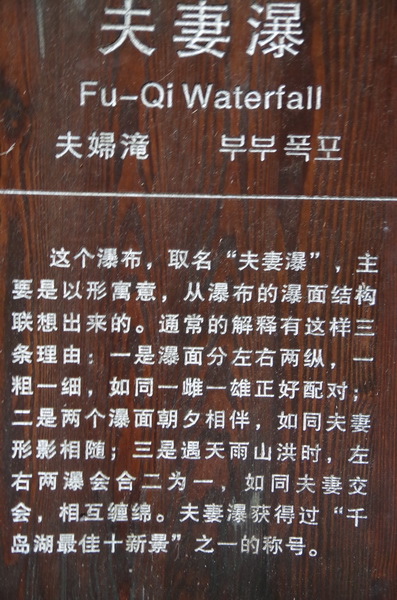 夫妻瀑
Fu-Qi Waterfall
夫婦滝 부부폭포
这个瀑布，取名“夫妻瀑”，主
要是以形寓意，从瀑布的瀑面结构
联想出来的。通常的解释有这样三
条理由：一是瀑面分左右两纵，一
粗一细，如同一雌一雄正好配对；
二是两个瀑面朝夕相伴，如同夫妻
形影相随；三是遇天雨山洪时，左
右两瀑会合二为一，如同夫妻交
会，相互缠绵。夫妻瀑获得过“千
岛湖最佳十新景”之一的称号。